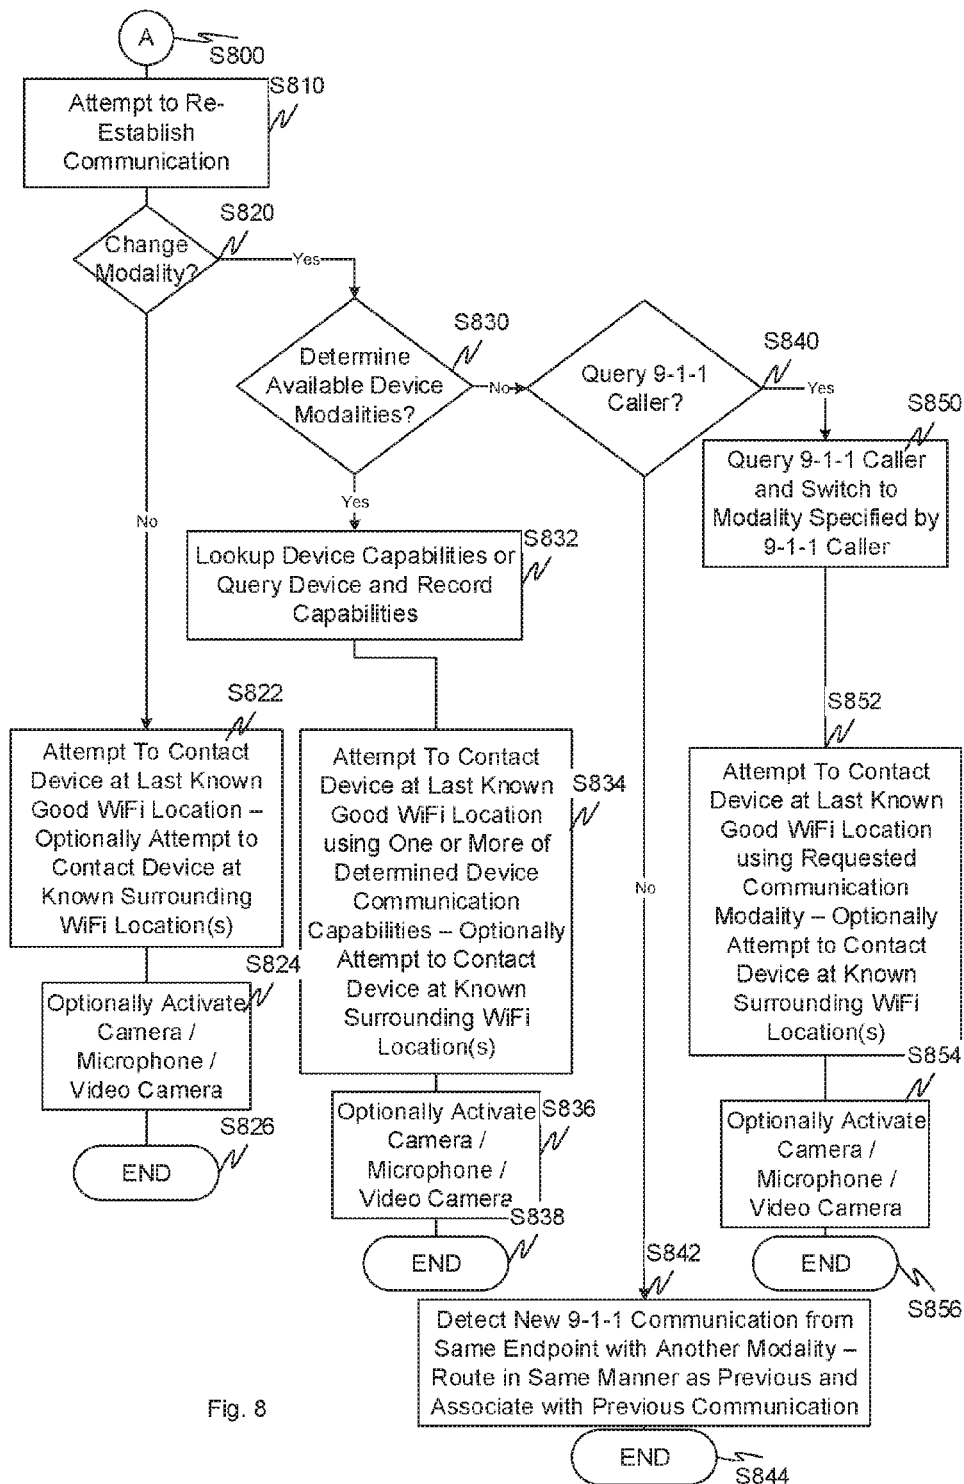 A
S800
S810
Attempt to Re-
Establish
Communication
S820
Change
Modality?
Yes
No
S830
Determine
Available Device
Modalities?
No
Yes
S840
Query 9-1-1
Caller?
Yes
No
S850
Query 9-1-1 Caller
and Switch to
Modality Specified by
9-1-1 Caller
S832
Lookup Device Capabilities or
Query Device and Record
Capabilities
S822
Attempt To Contact
Device at Last Known
Good WiFi Location –
Optionally Attempt to
Contact Device at
Known Surrounding
WiFi Location(s)
S824
Optionally Activate
Camera /
Microphone /
Video Camera
S826
END
S834
Attempt To Contact
Device at Last Known
Good WiFi Location
using One or More of
Determined Device
Communication
Capabilities – Optionally
Attempt to Contact
Device at Known
Surrounding WiFi
Location(s)
S836
Optionally Activate
Camera /
Microphone /
Video Camera
S838
END
S852
Attempt To Contact
Device at Last Known
Good WiFi Location
using Requested
Communication
Modality – Optionally
Attempt to Contact
Device at Known
Surrounding WiFi
Location(s)
S854
Optionally Activate
Camera /
Microphone /
Video Camera
END
S856
S842
Detect New 9-1-1 Communication from
Same Endpoint with Another Modality –
Route in Same Manner as Previous and
Associate with Previous Communication
END
S844
Fig. 8